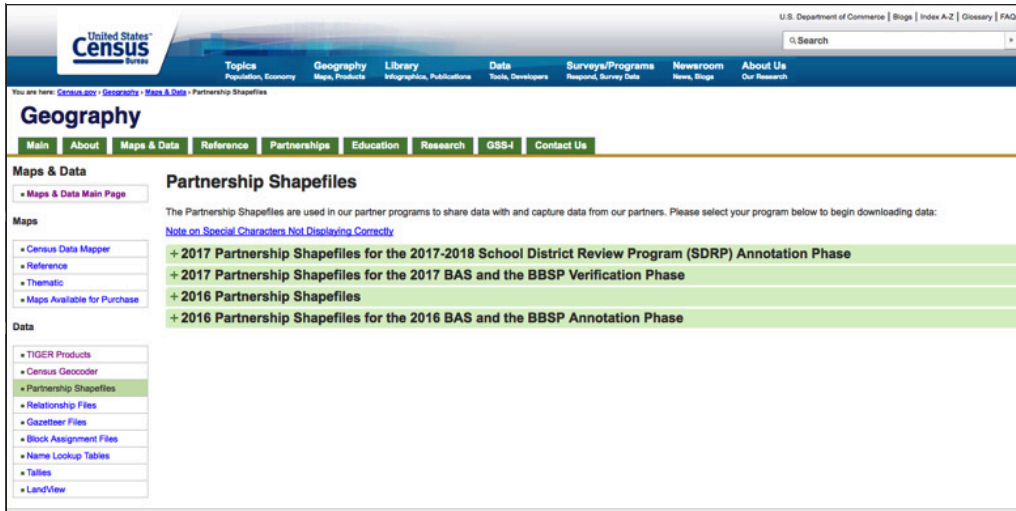 U.S. Department of Commerce | Blogs | Index A-Z | Glossary | FAQ
United States™
Census
Bureau
Search
Topics
Population, Economy
Geography
Maps, Products
Library
Infographics, Publications
Data
Tools, Developers
Surveys/Programs
Respond, Survey Data
Newsroom
News, Blogs
About Us
Our Research
You are here: Census.gov › Geography › Maps & Data › Partnership Shapefiles
Geography
Main About Maps & Data Reference Partnerships Education Research GSS-I Contact Us
Maps & Data
Maps & Data Main Page
Maps
Census Data Mapper
Reference
Thematic
Maps Available for Purchase
Data
TIGER Products
Census Geocoder
Partnership Shapefiles
Relationship Files
Gazetteer Files
Block Assignment Files
Name Lookup Tables
Tallies
LandView
Partnership Shapefiles
The Partnership Shapefiles are used in our partner programs to share data with and capture data from our partners. Please select your program below to begin downloading data:
Note on Special Characters Not Displaying Correctly
+ 2017 Partnership Shapefiles for the 2017-2018 School District Review Program (SDRP) Annotation Phase
+ 2017 Partnership Shapefiles for the 2017 BAS and the BBSP Verification Phase
+ 2016 Partnership Shapefiles
+ 2016 Partnership Shapefiles for the 2016 BAS and the BBSP Annotation Phase